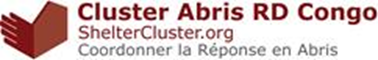 Cluster Abris RD Congo
ShelterCluster.org
Coordonner la Réponse en Abris